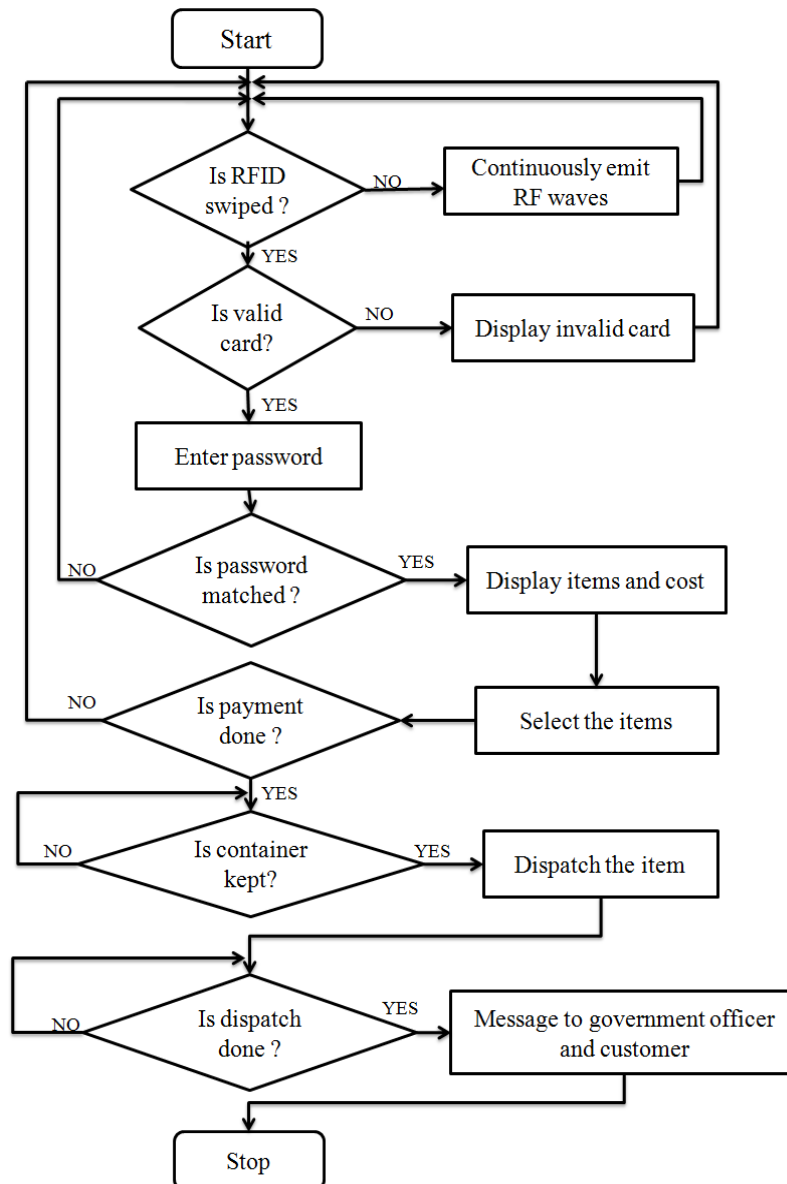 Start
Is RFID
swiped ?
NO
Continuously emit
RF waves
YES
Is valid
card?
NO
Display invalid card
YES
Enter password
NO
Is password
matched ?
YES
Display items and cost
NO
Is payment
done ?
Select the items
YES
NO
Is container
kept?
YES
Dispatch the item
NO
Is dispatch
done ?
YES
Message to government officer
and customer
Stop